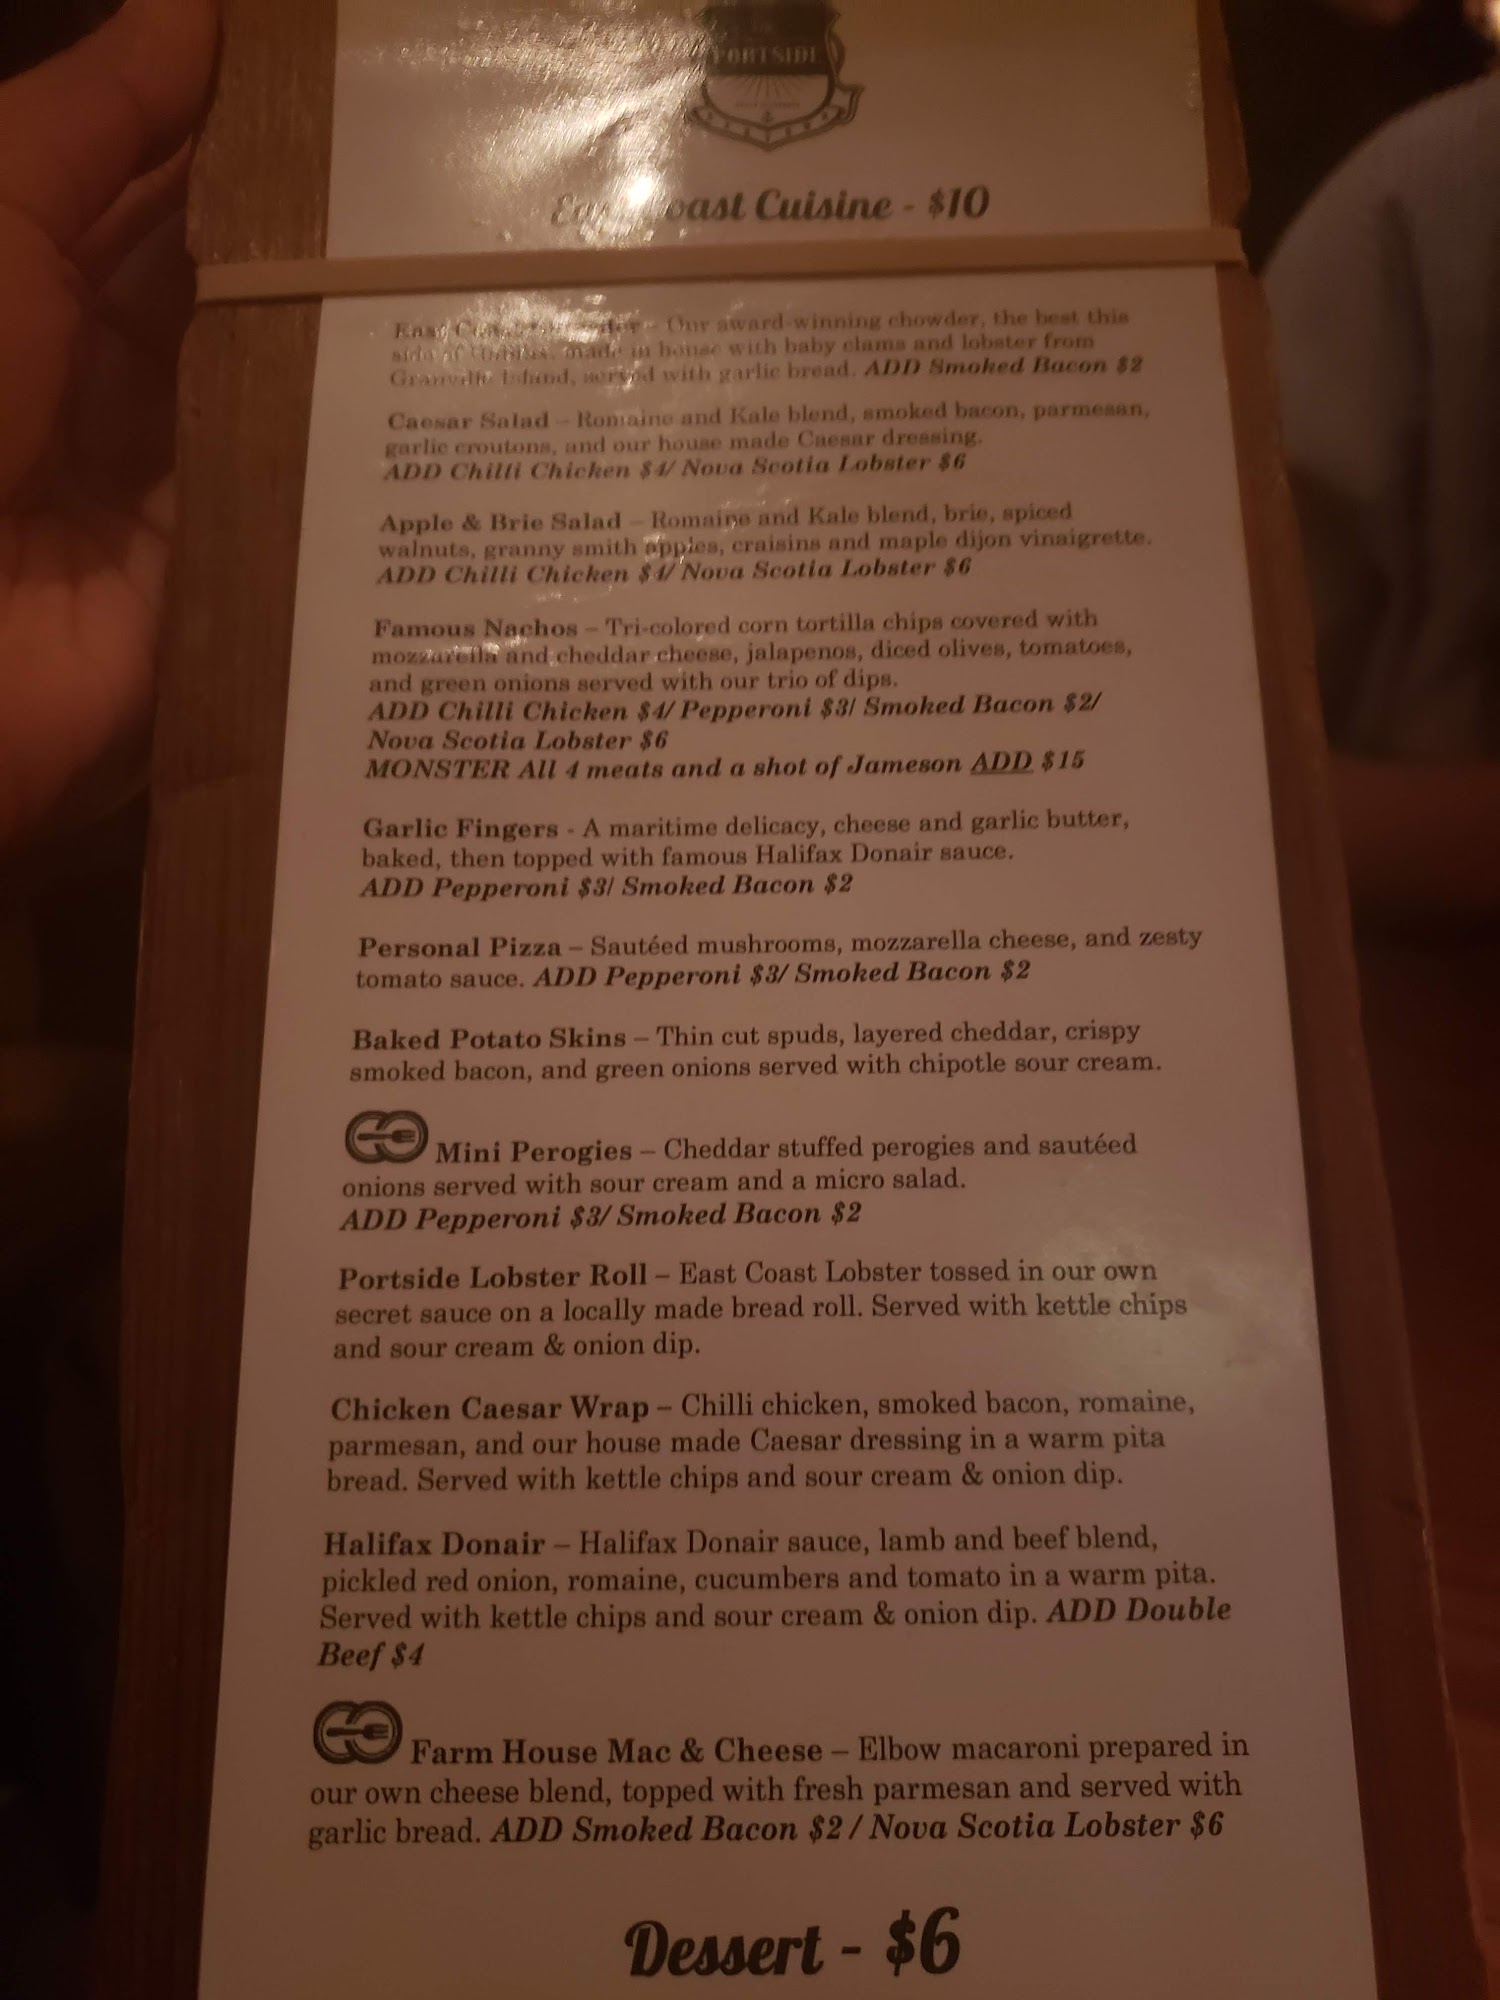 PORTSIDE
East Coast Cuisine - $10
East Coast Chowder – Our award-winning chowder, the best this
side of Halifax, made in house with baby clams and lobster from
Granville Island, served with garlic bread. ADD Smoked Bacon $2
Caesar Salad – Romaine and Kale blend, smoked bacon, parmesan,
garlic croutons, and our house made Caesar dressing.
ADD Chilli Chicken $4/ Nova Scotia Lobster $6
Apple & Brie Salad – Romaine and Kale blend, brie, spiced
walnuts, granny smith apples, craisins and maple dijon vinaigrette.
ADD Chilli Chicken $4/ Nova Scotia Lobster $6
Famous Nachos – Tri-colored corn tortilla chips covered with
mozzarella and cheddar cheese, jalapenos, diced olives, tomatoes,
and green onions served with our trio of dips.
ADD Chilli Chicken $4/ Pepperoni $3/ Smoked Bacon $2/
Nova Scotia Lobster $6
MONSTER All 4 meats and a shot of Jameson ADD $15
Garlic Fingers - A maritime delicacy, cheese and garlic butter,
baked, then topped with famous Halifax Donair sauce.
ADD Pepperoni $3/ Smoked Bacon $2
Personal Pizza – Sautéed mushrooms, mozzarella cheese, and zesty
tomato sauce. ADD Pepperoni $3/ Smoked Bacon $2
Baked Potato Skins – Thin cut spuds, layered cheddar, crispy
smoked bacon, and green onions served with chipotle sour cream.
Mini Perogies – Cheddar stuffed perogies and sautéed
onions served with sour cream and a micro salad.
ADD Pepperoni $3/ Smoked Bacon $2
Portside Lobster Roll – East Coast Lobster tossed in our own
secret sauce on a locally made bread roll. Served with kettle chips
and sour cream & onion dip.
Chicken Caesar Wrap – Chilli chicken, smoked bacon, romaine,
parmesan, and our house made Caesar dressing in a warm pita
bread. Served with kettle chips and sour cream & onion dip.
Halifax Donair – Halifax Donair sauce, lamb and beef blend,
pickled red onion, romaine, cucumbers and tomato in a warm pita.
Served with kettle chips and sour cream & onion dip. ADD Double
Beef $4
Farm House Mac & Cheese – Elbow macaroni prepared in
our own cheese blend, topped with fresh parmesan and served with
garlic bread. ADD Smoked Bacon $2 / Nova Scotia Lobster $6
Dessert - $6